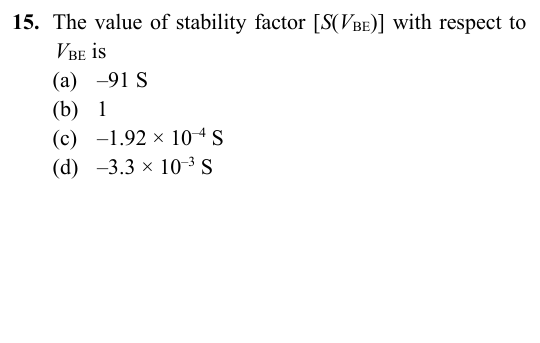 15. The value of stability factor [S(VBE)] with respect to
VBE is
(a) –91 S
(b) 1
(c) –1.92 × 10–4 S
(d) –3.3 × 10–3 S